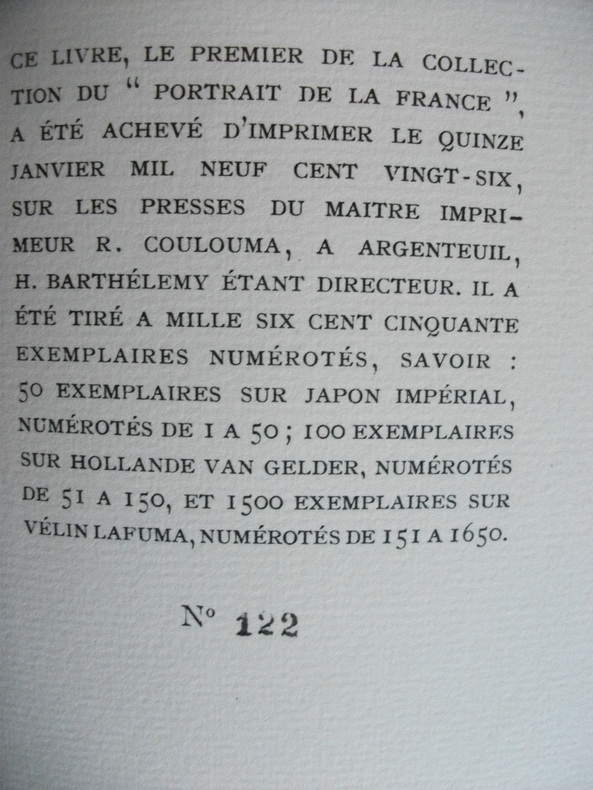 CE LIVRE, LE PREMIER DE LA COLLEC-
TION DU “ PORTRAIT DE LA FRANCE ”,
A ÉTÉ ACHEVÉ D'IMPRIMER LE QUINZE
JANVIER MIL NEUF CENT VINGT-SIX,
SUR LES PRESSES DU MAITRE IMPRI-
MEUR R. COULOUMA, A ARGENTEUIL,
H. BARTHÉLEMY ÉTANT DIRECTEUR. IL A
ÉTÉ TIRÉ A MILLE SIX CENT CINQUANTE
EXEMPLAIRES NUMÉROTÉS, SAVOIR :
50 EXEMPLAIRES SUR JAPON IMPÉRIAL,
NUMÉROTÉS DE 1 A 50 ; 100 EXEMPLAIRES
SUR HOLLANDE VAN GELDER, NUMÉROTÉS
DE 51 A 150, ET 1500 EXEMPLAIRES SUR
VÉLIN LAFUMA, NUMÉROTÉS DE 151 A 1650.
Nº 122